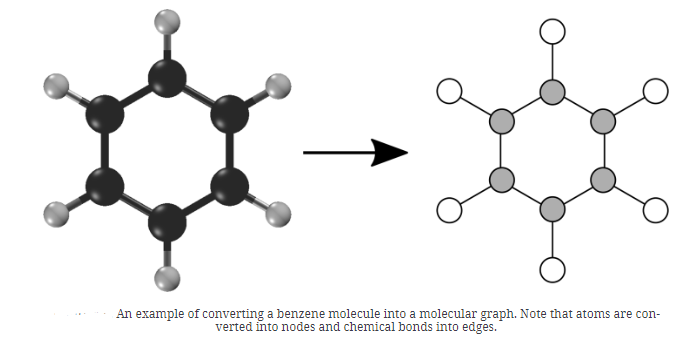 An example of converting a benzene molecule into a molecular graph. Note that atoms are con-
verted into nodes and chemical bonds into edges.